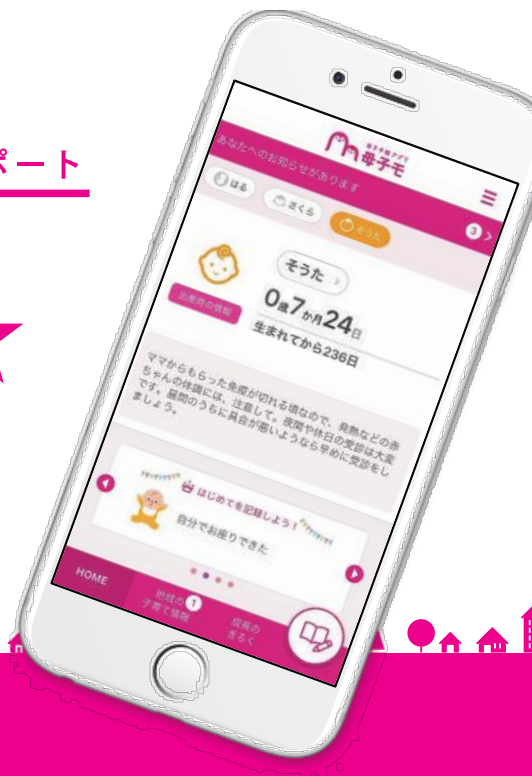 ポート
母子手帳アプリ
母子モ
あなたへのお知らせがあります
3
はる
さくら
そうた
そうた
出産時の情報
0歳7か月24日
生まれてから236日
ママからもらった免疫が切れる頃なので、発熱などの赤
ちゃんの体調には、注意して。夜間や休日の受診は大変
です。昼間のうちに具合が悪いようなら早めに受診をし
ましょう。
はじめてを記録しよう！
自分でお座りできた
HOME
地域の
子育て情報
1
成長の
きろく